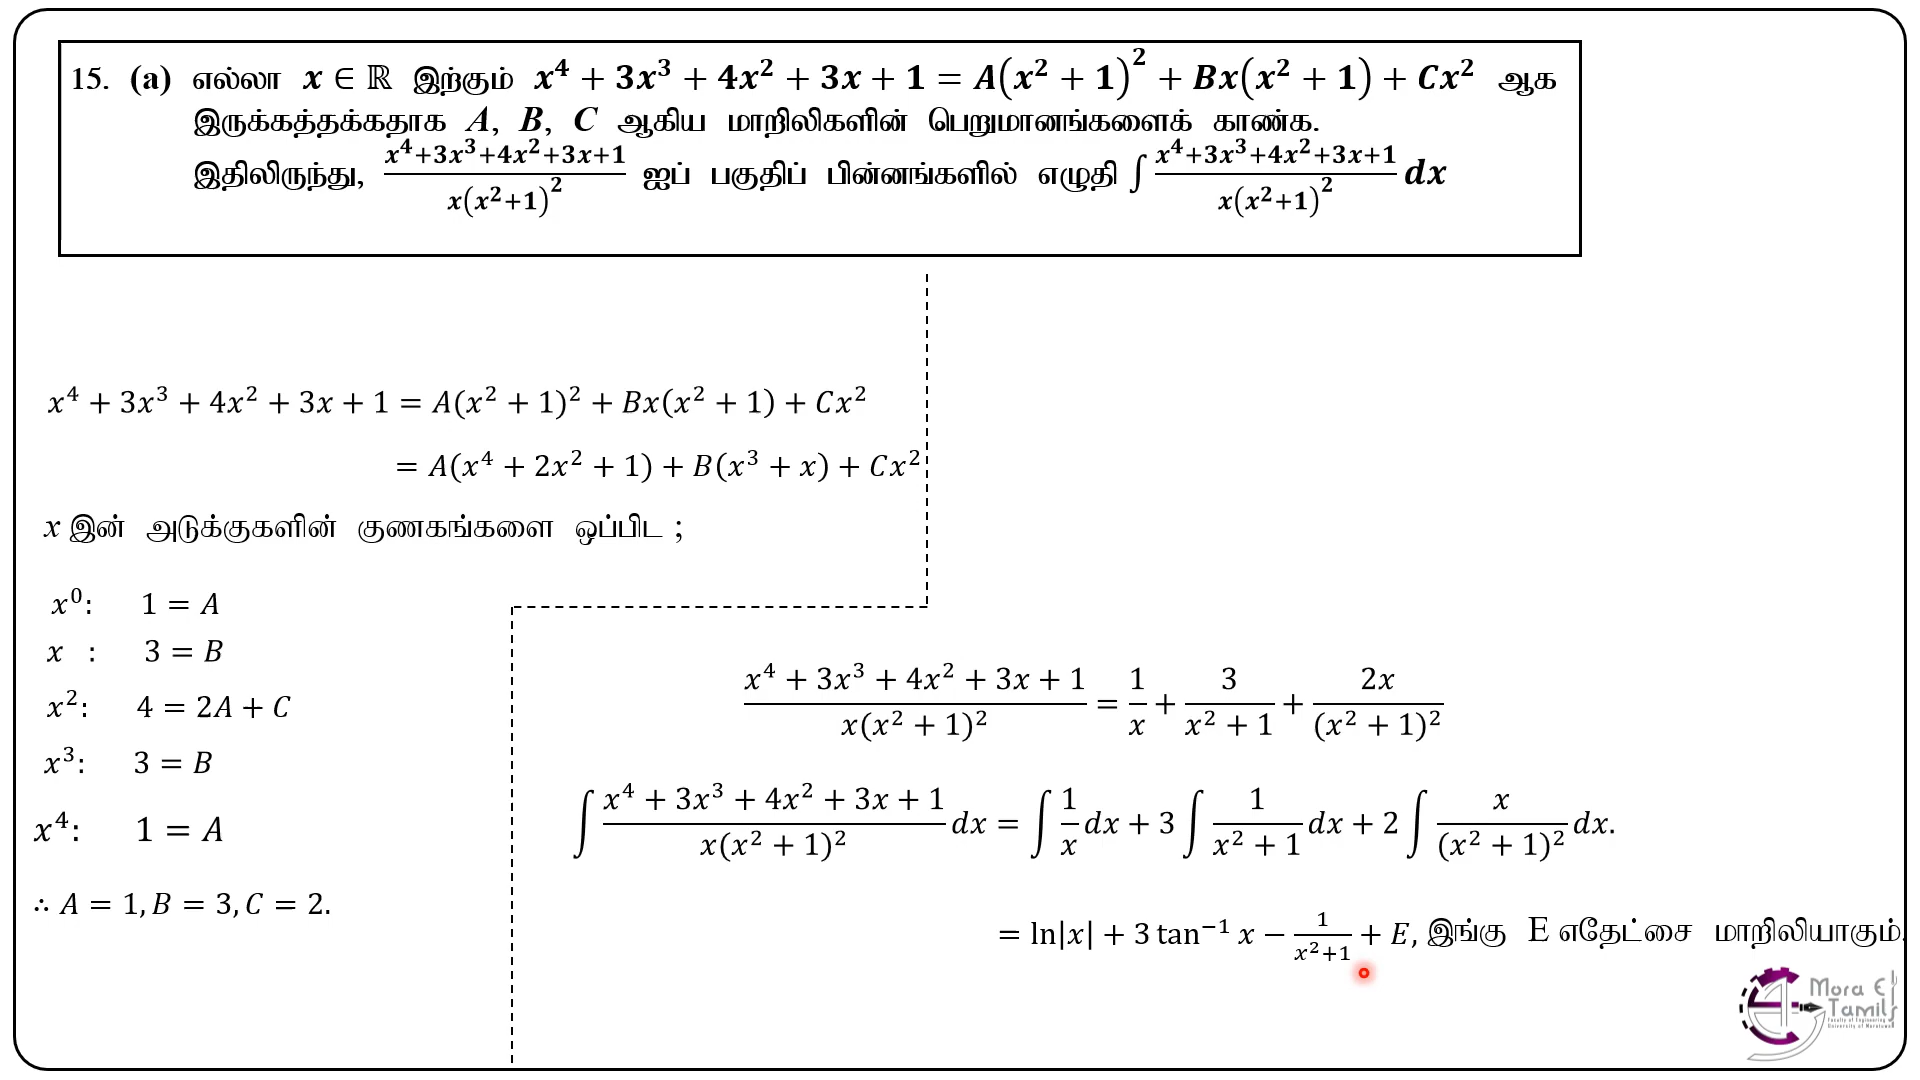 15. (a) எல்லா x ∈ ℝ இற்கும் x⁴ + 3x³ + 4x² + 3x + 1 = A(x² + 1)² + Bx(x² + 1) + Cx² ஆக
இருக்கத்தக்கதாக A, B, C ஆகிய மாறிலிகளின் பெறுமானங்களைக் காண்க.
இதிலிருந்து, (x⁴+3x³+4x²+3x+1)/(x(x²+1)²) ஐப் பகுதிப் பின்னங்களில் எழுதி ∫ (x⁴+3x³+4x²+3x+1)/(x(x²+1)²) dx
x⁴ + 3x³ + 4x² + 3x + 1 = A(x² + 1)² + Bx(x² + 1) + Cx²
= A(x⁴ + 2x² + 1) + B(x³ + x) + Cx²
x இன் அடுக்குகளின் குணகங்களை ஒப்பிட ;
x⁰: 1 = A
x : 3 = B
x²: 4 = 2A + C
x³: 3 = B
x⁴: 1 = A
∴ A = 1, B = 3, C = 2.
(x⁴ + 3x³ + 4x² + 3x + 1)/(x(x² + 1)²) = 1/x + 3/(x² + 1) + 2x/(x² + 1)²
∫ (x⁴ + 3x³ + 4x² + 3x + 1)/(x(x² + 1)²) dx = ∫ 1/x dx + 3 ∫ 1/(x² + 1) dx + 2 ∫ x/(x² + 1)² dx.
= ln|x| + 3 tan⁻¹ x − 1/(x²+1) + E, இங்கு E எதேட்சை மாறிலியாகும்.
Mora E
Tamils
Faculty of Engineering
University of Moratuwa